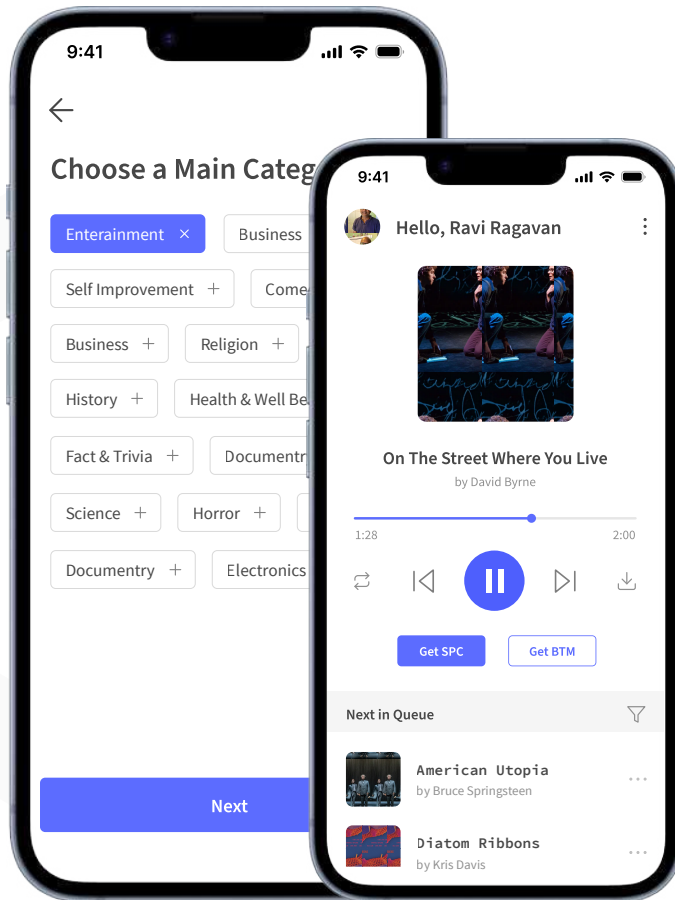 9:41
Choose a Main Categ
Enterainment
Business
Self Improvement
Come
Business
Religion
History
Health & Well Be
Fact & Trivia
Documentr
Science
Horror
Documentry
Electronics
Next
9:41
Hello, Ravi Ragavan
On The Street Where You Live
by David Byrne
1:28
2:00
Get SPC
Get BTM
Next in Queue
American Utopia
by Bruce Springsteen
Diatom Ribbons
by Kris Davis